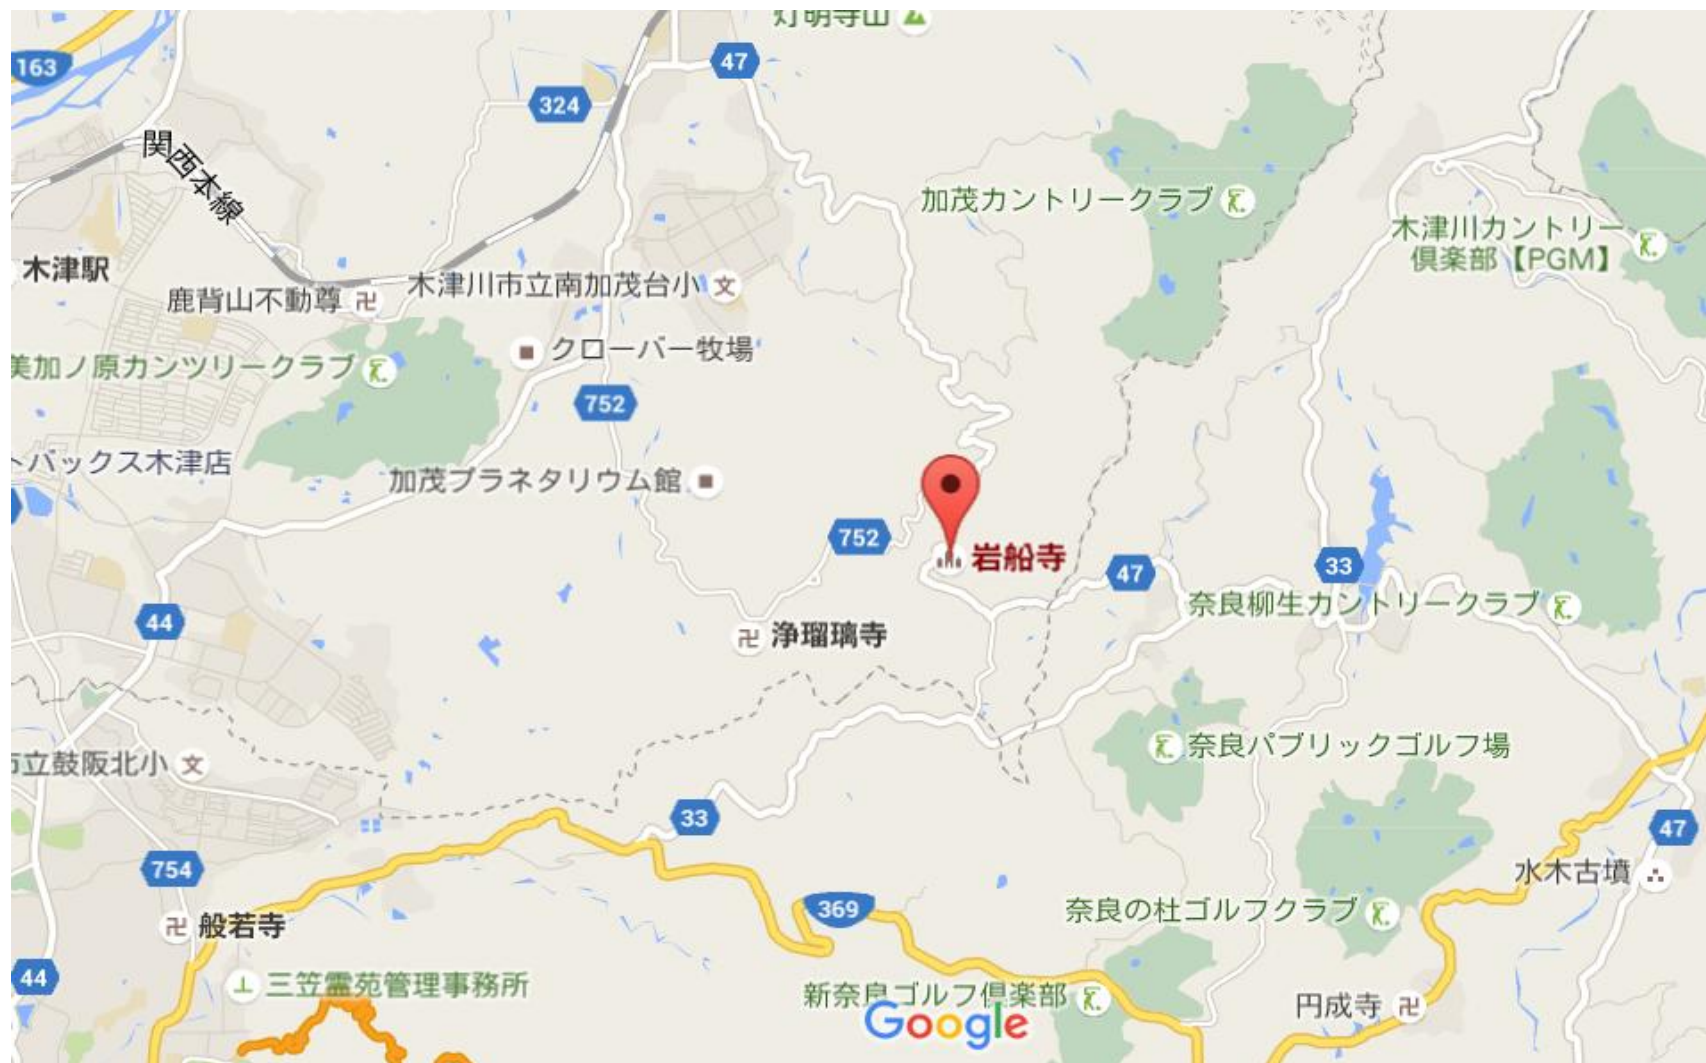 灯明寺山
163
47
324
関西本線
加茂カントリークラブ
木津川カントリー
倶楽部【PGM】
木津駅
木津川市立南加茂台小
鹿背山不動尊
クローバー牧場
美加ノ原カンツリークラブ
752
トバックス木津店
加茂プラネタリウム館
752
岩船寺
47
33
奈良柳生カントリークラブ
44
浄瑠璃寺
奈良パブリックゴルフ場
市立鼓阪北小
33
47
754
水木古墳
369
奈良の杜ゴルフクラブ
般若寺
44
三笠霊苑管理事務所
新奈良ゴルフ倶楽部
円成寺
Google